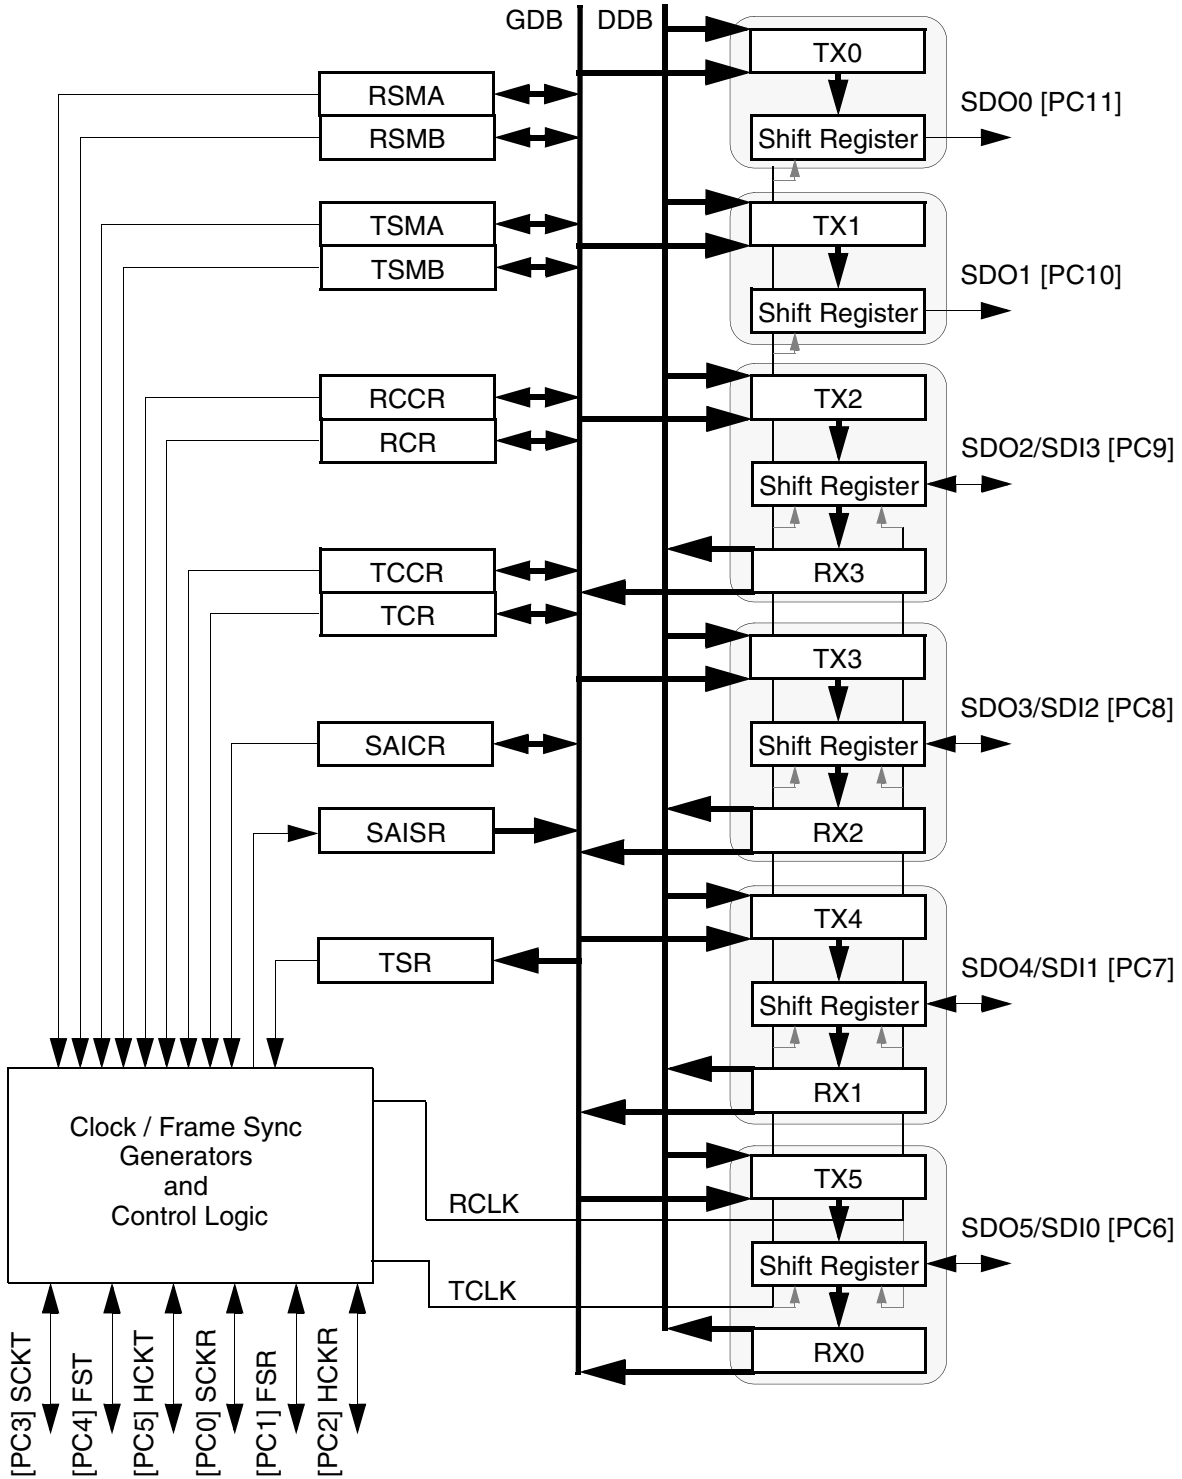 GDB DDB
TX0
RSMA
SDO0 [PC11]
RSMB
Shift Register
TSMA
TX1
TSMB
SDO1 [PC10]
Shift Register
RCCR
TX2
RCR
SDO2/SDI3 [PC9]
Shift Register
TCCR
RX3
TCR
TX3
SDO3/SDI2 [PC8]
SAICR
Shift Register
SAISR
RX2
TX4
TSR
SDO4/SDI1 [PC7]
Shift Register
RX1
Clock / Frame Sync
Generators
and
Control Logic
TX5
RCLK
SDO5/SDI0 [PC6]
Shift Register
TCLK
RX0
[PC3] SCKT
[PC4] FST
[PC5] HCKT
[PC0] SCKR
[PC1] FSR
[PC2] HCKR